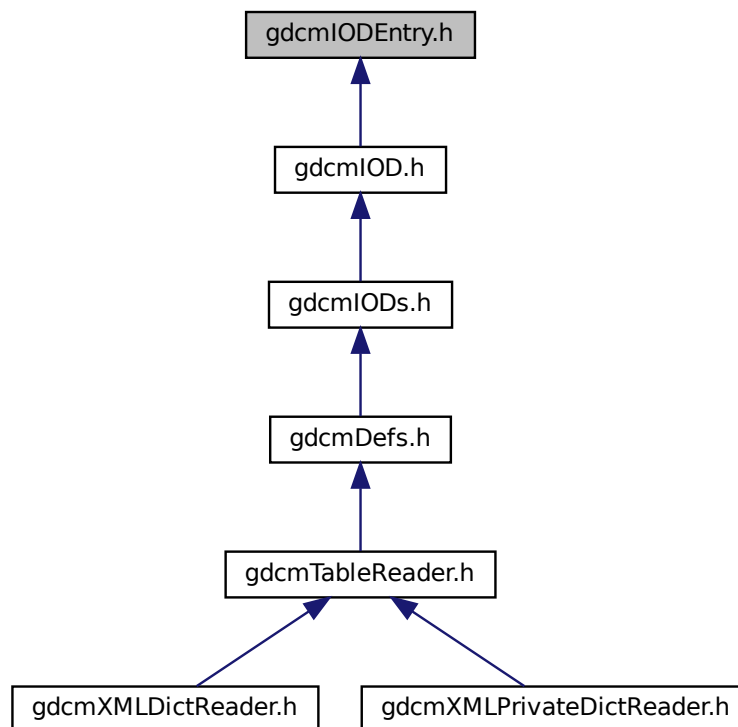 gdcmIODEntry.h
gdcmIOD.h
gdcmIODs.h
gdcmDefs.h
gdcmTableReader.h
gdcmXMLDictReader.h
gdcmXMLPrivateDictReader.h